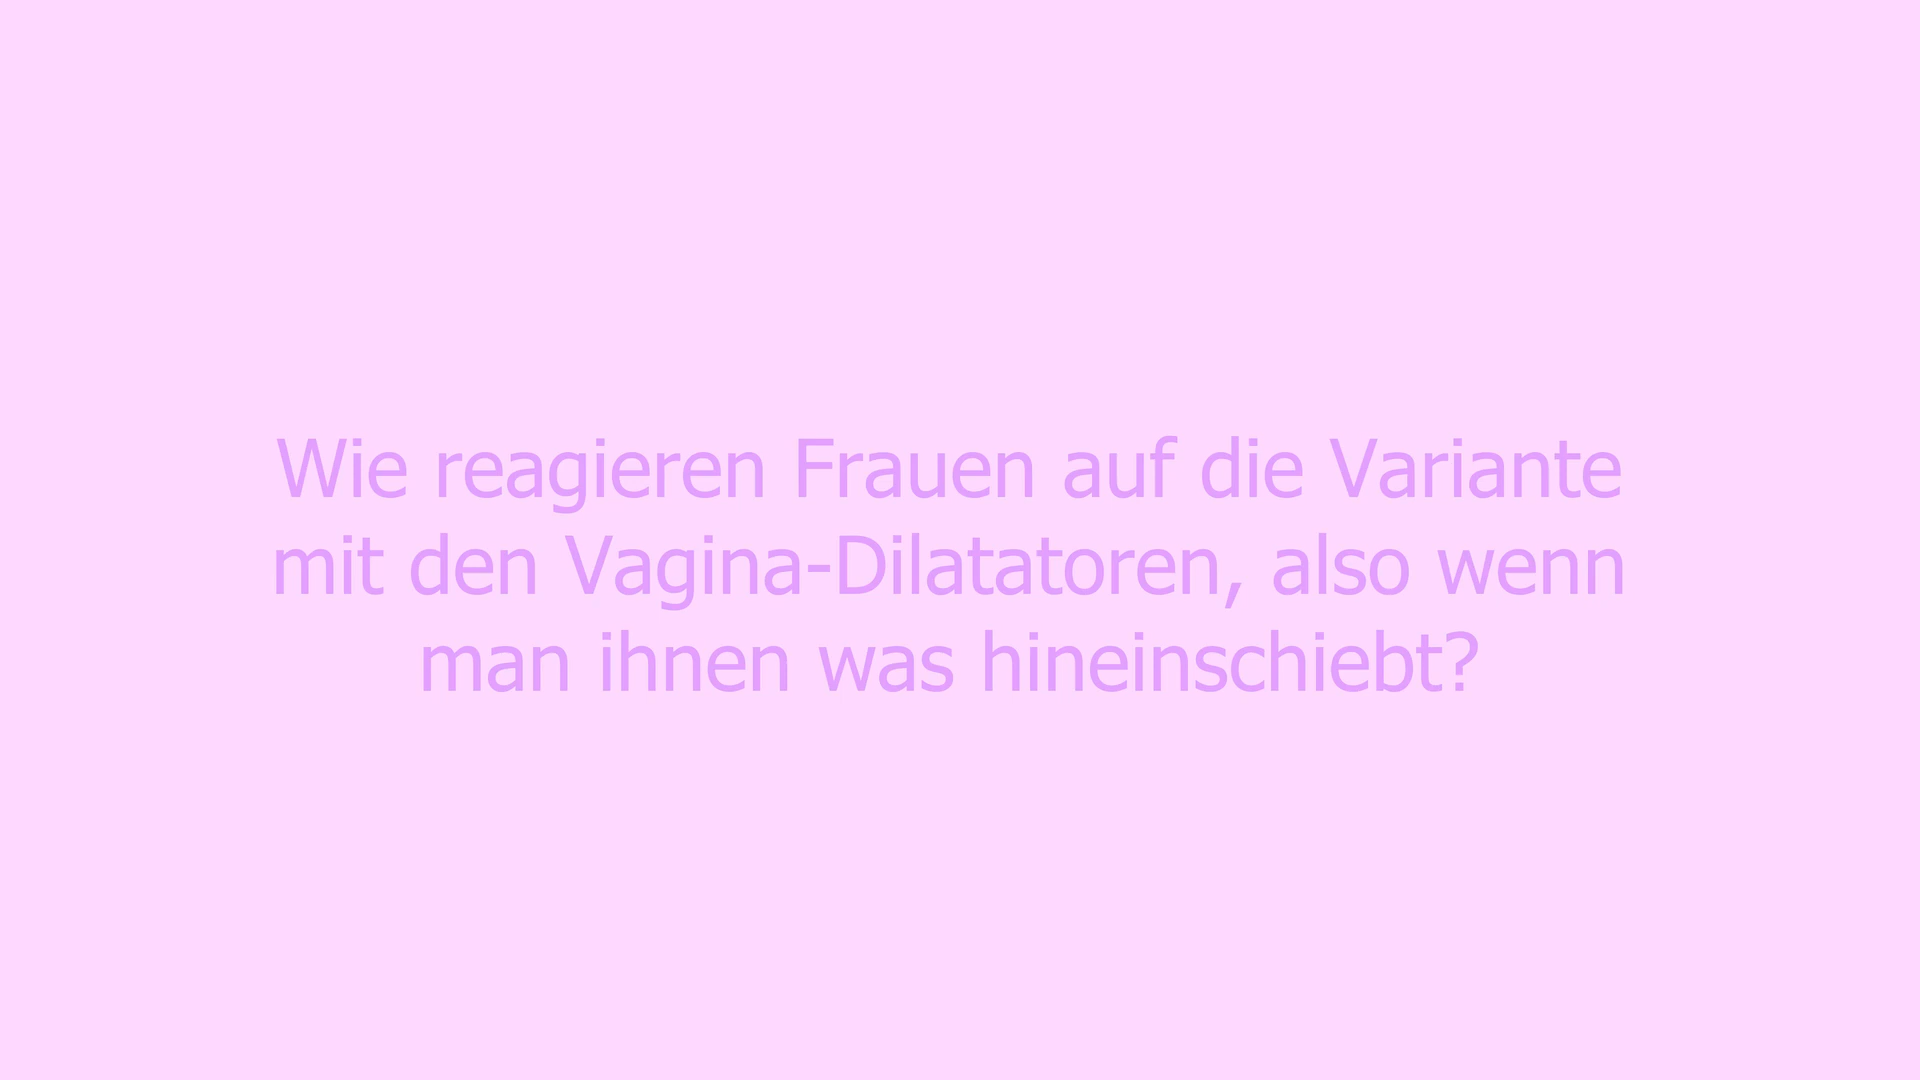 Wie reagieren Frauen auf die Variante
mit den Vagina-Dilatatoren, also wenn
man ihnen was hineinschiebt?